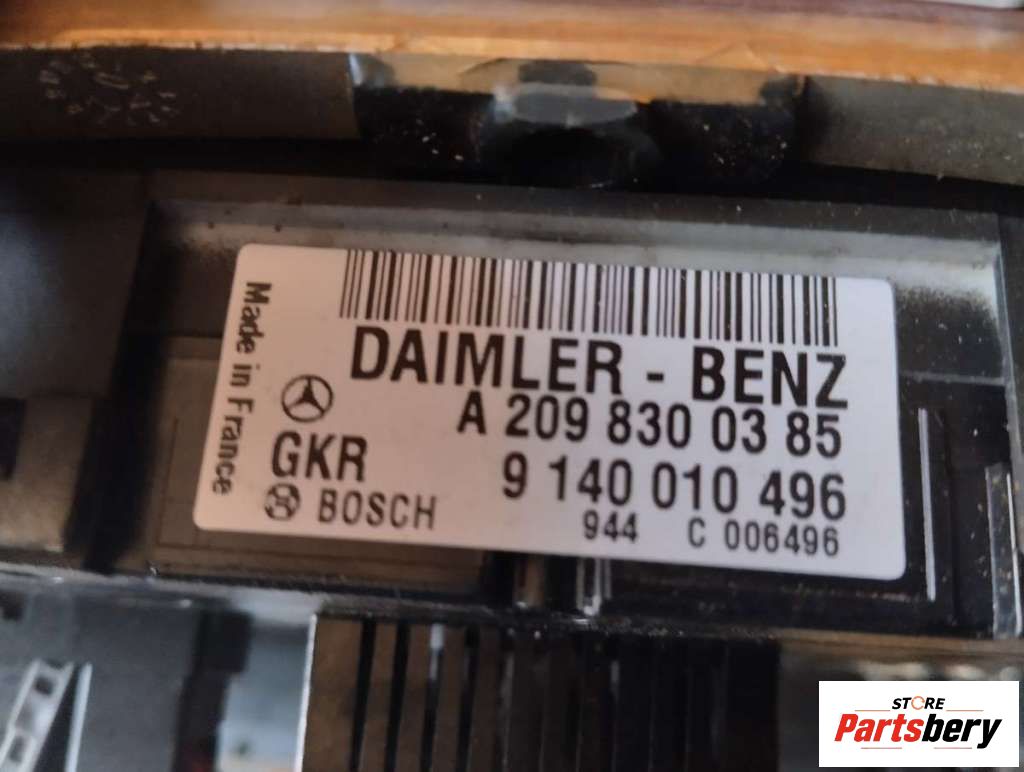 Made in France
DAIMLER - BENZ
A 209 830 03 85
GKR
9 140 010 496
BOSCH
944 C 006496
STORE
Partsbery